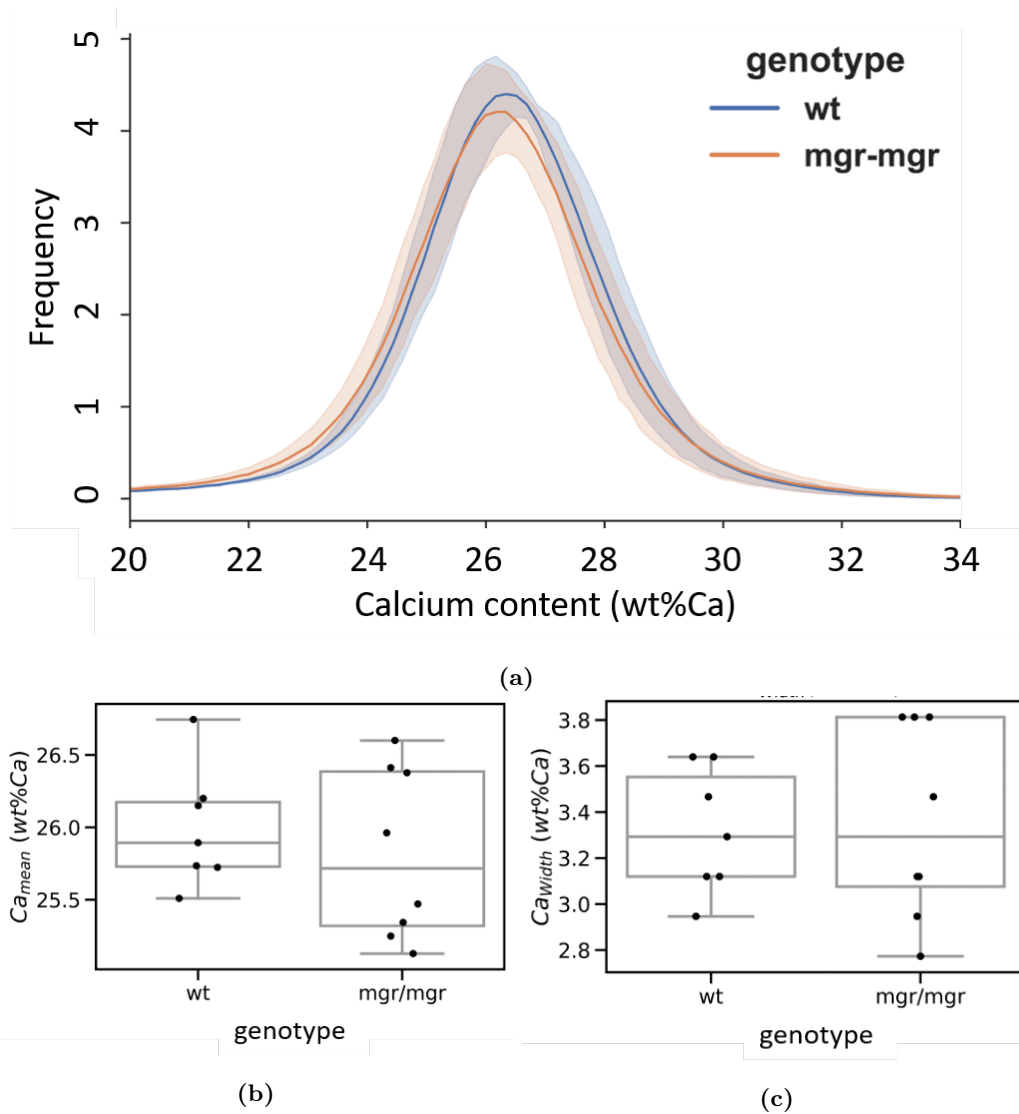 genotype
wt
mgr-mgr
Frequency
5
4
3
2
1
0
20 22 24 26 28 30 32 34
Calcium content (wt%Ca)
(a)
Ca_mean (wt%Ca)
26.5
26.0
25.5
wt mgr/mgr
genotype
(b)
Ca_Width (wt%Ca)
3.8
3.6
3.4
3.2
3.0
2.8
wt mgr/mgr
genotype
(c)